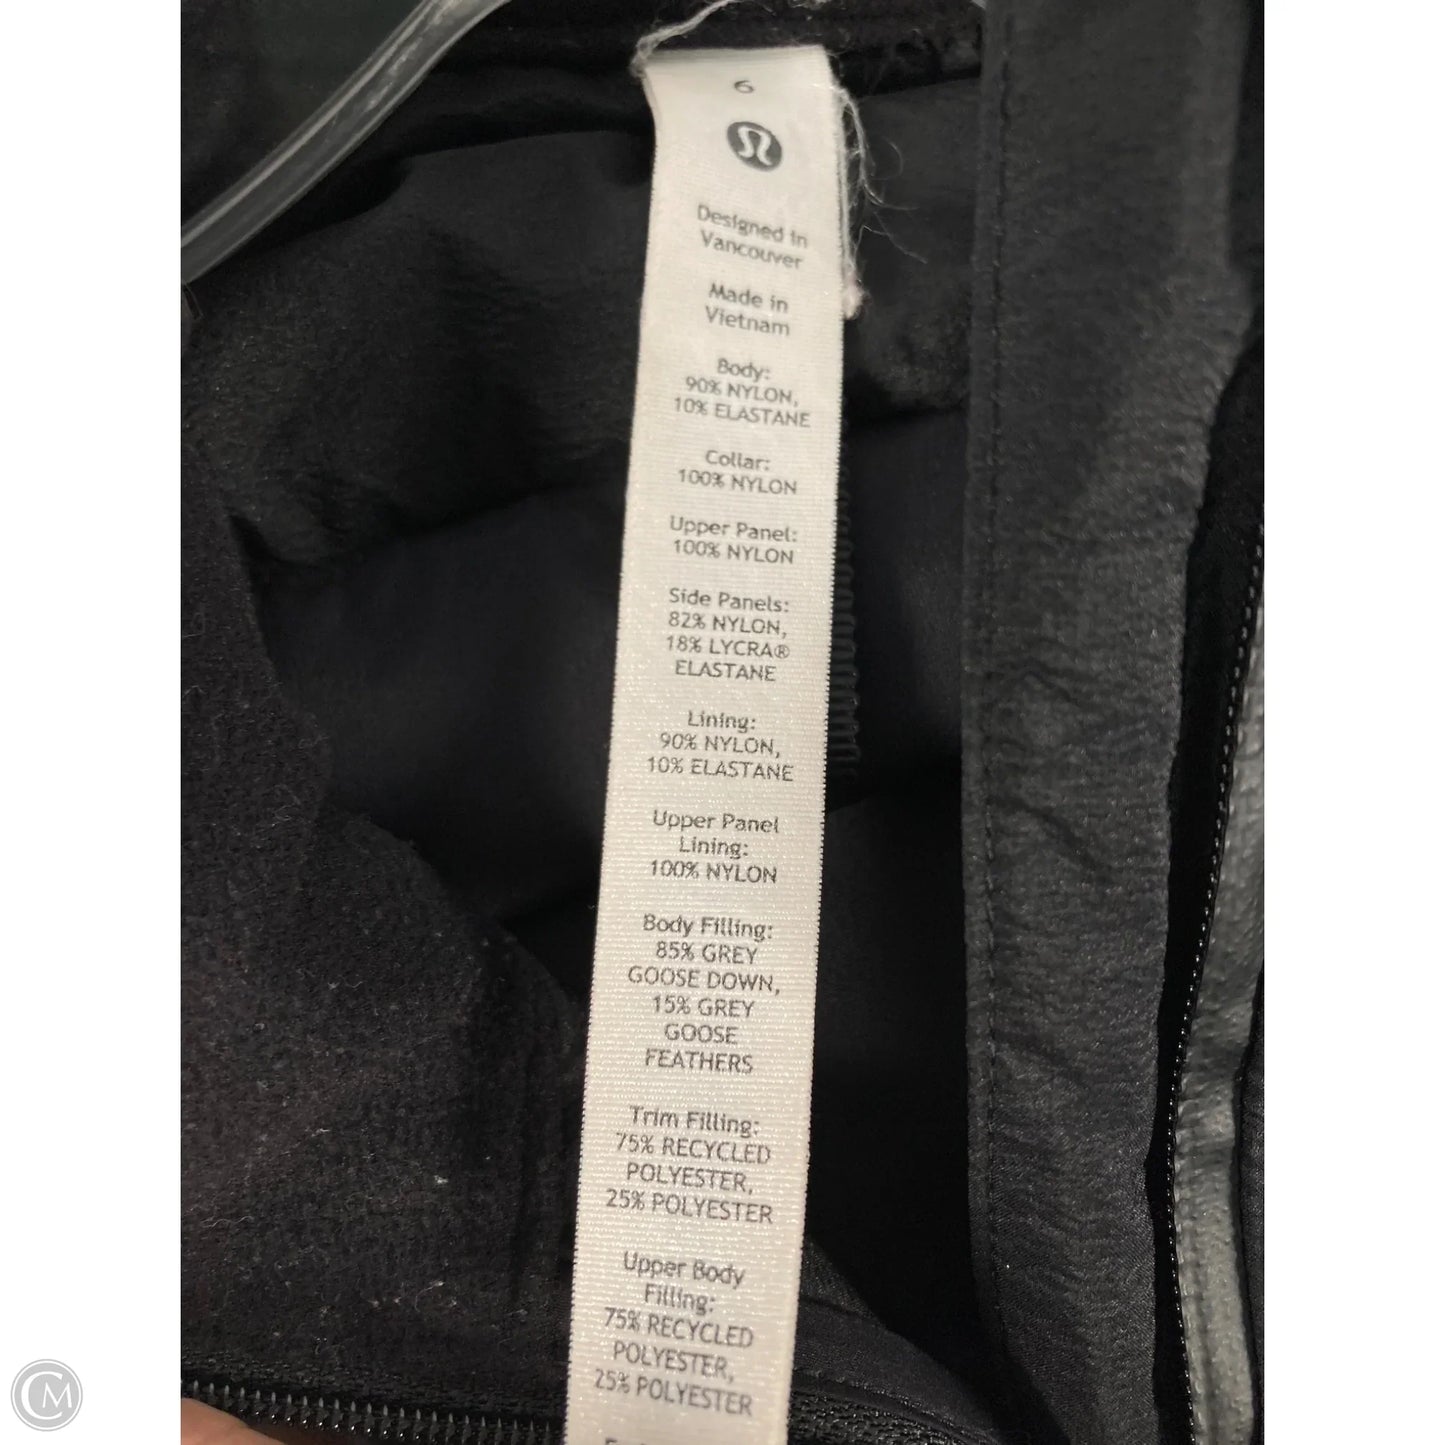 6
Designed in
Vancouver
Made in
Vietnam
Body:
90% NYLON,
10% ELASTANE
Collar:
100% NYLON
Upper Panel:
100% NYLON
Side Panels:
82% NYLON,
18% LYCRA®
ELASTANE
Lining:
90% NYLON,
10% ELASTANE
Upper Panel
Lining:
100% NYLON
Body Filling:
85% GREY
GOOSE DOWN,
15% GREY
GOOSE
FEATHERS
Trim Filling:
75% RECYCLED
POLYESTER,
25% POLYESTER
Upper Body
Filling:
75% RECYCLED
POLYESTER,
25% POLYESTER
CM